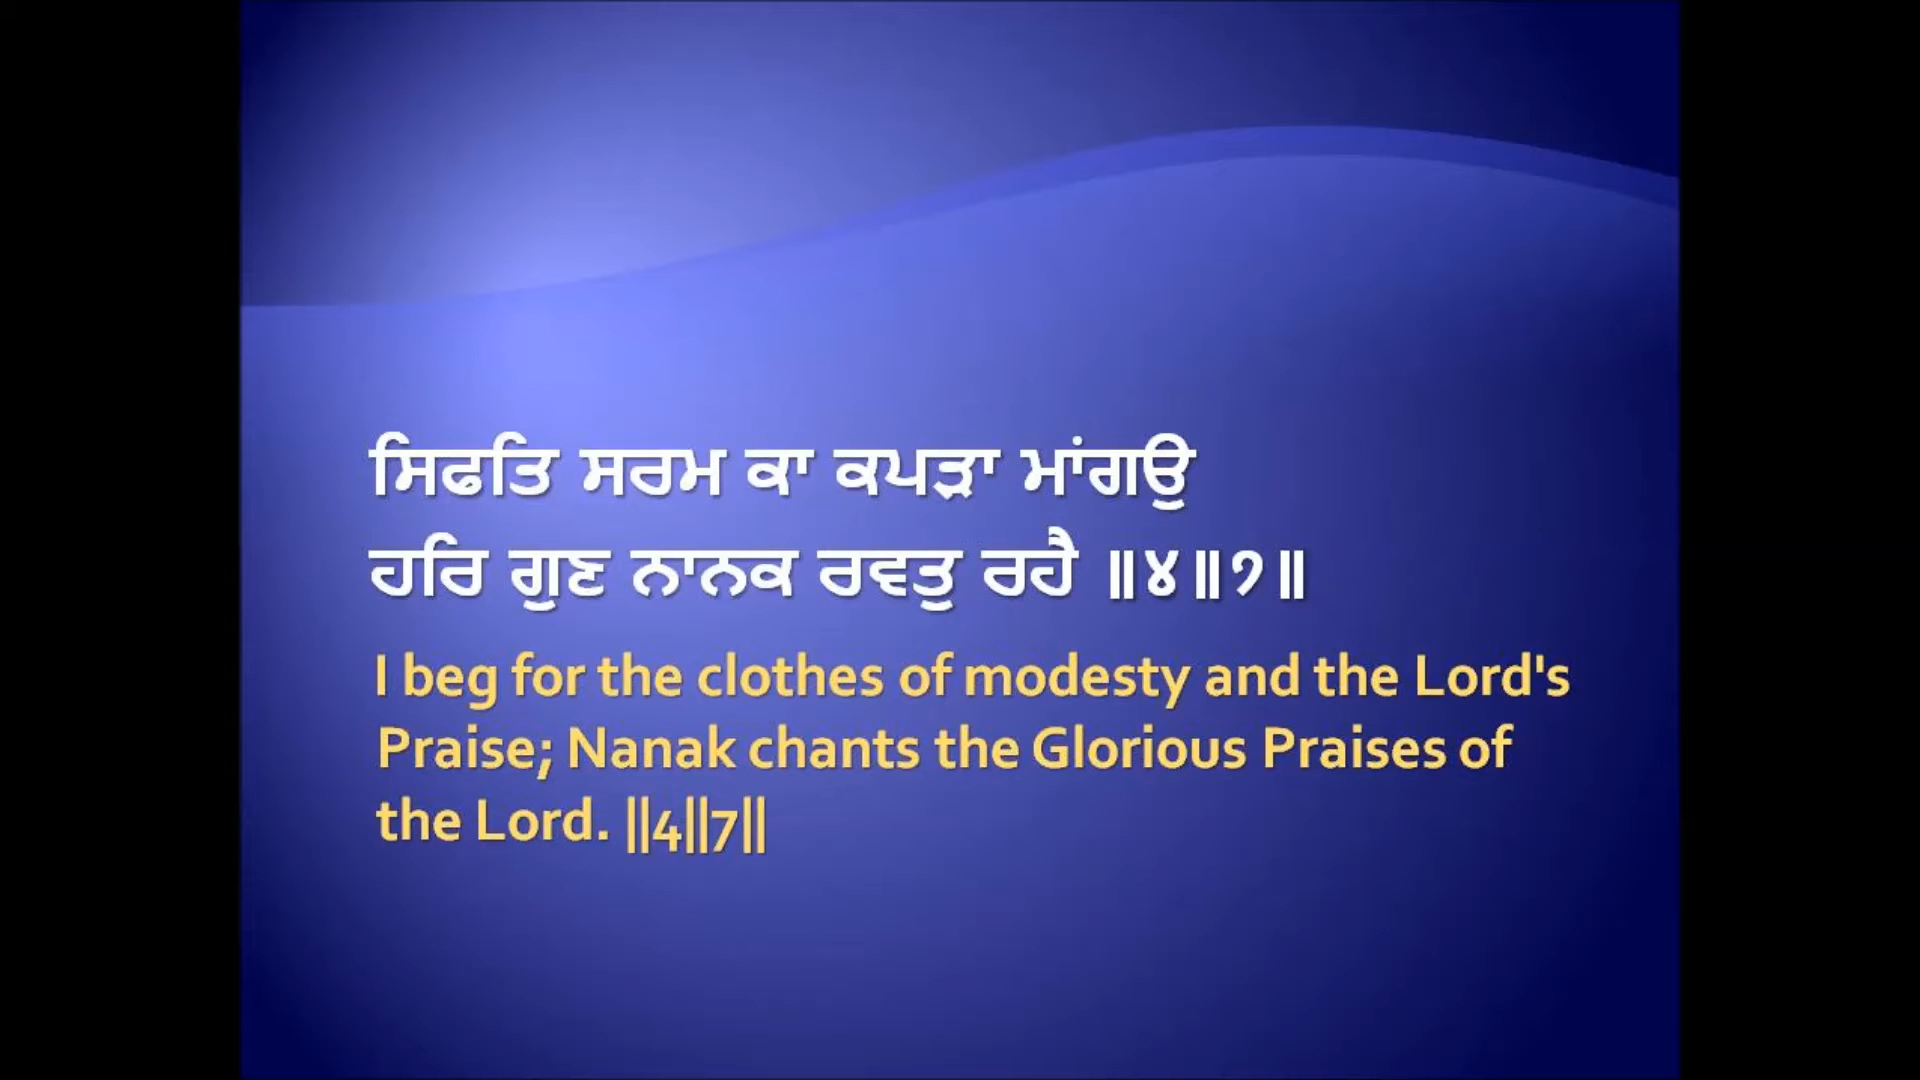 ਸਿਫਤਿ ਸਰਮ ਕਾ ਕਪੜਾ ਮਾਂਗਉ
ਹਰਿ ਗੁਣ ਨਾਨਕ ਰਵਤੁ ਰਹੈ ॥੪॥੭॥
I beg for the clothes of modesty and the Lord's
Praise; Nanak chants the Glorious Praises of
the Lord. ||4||7||